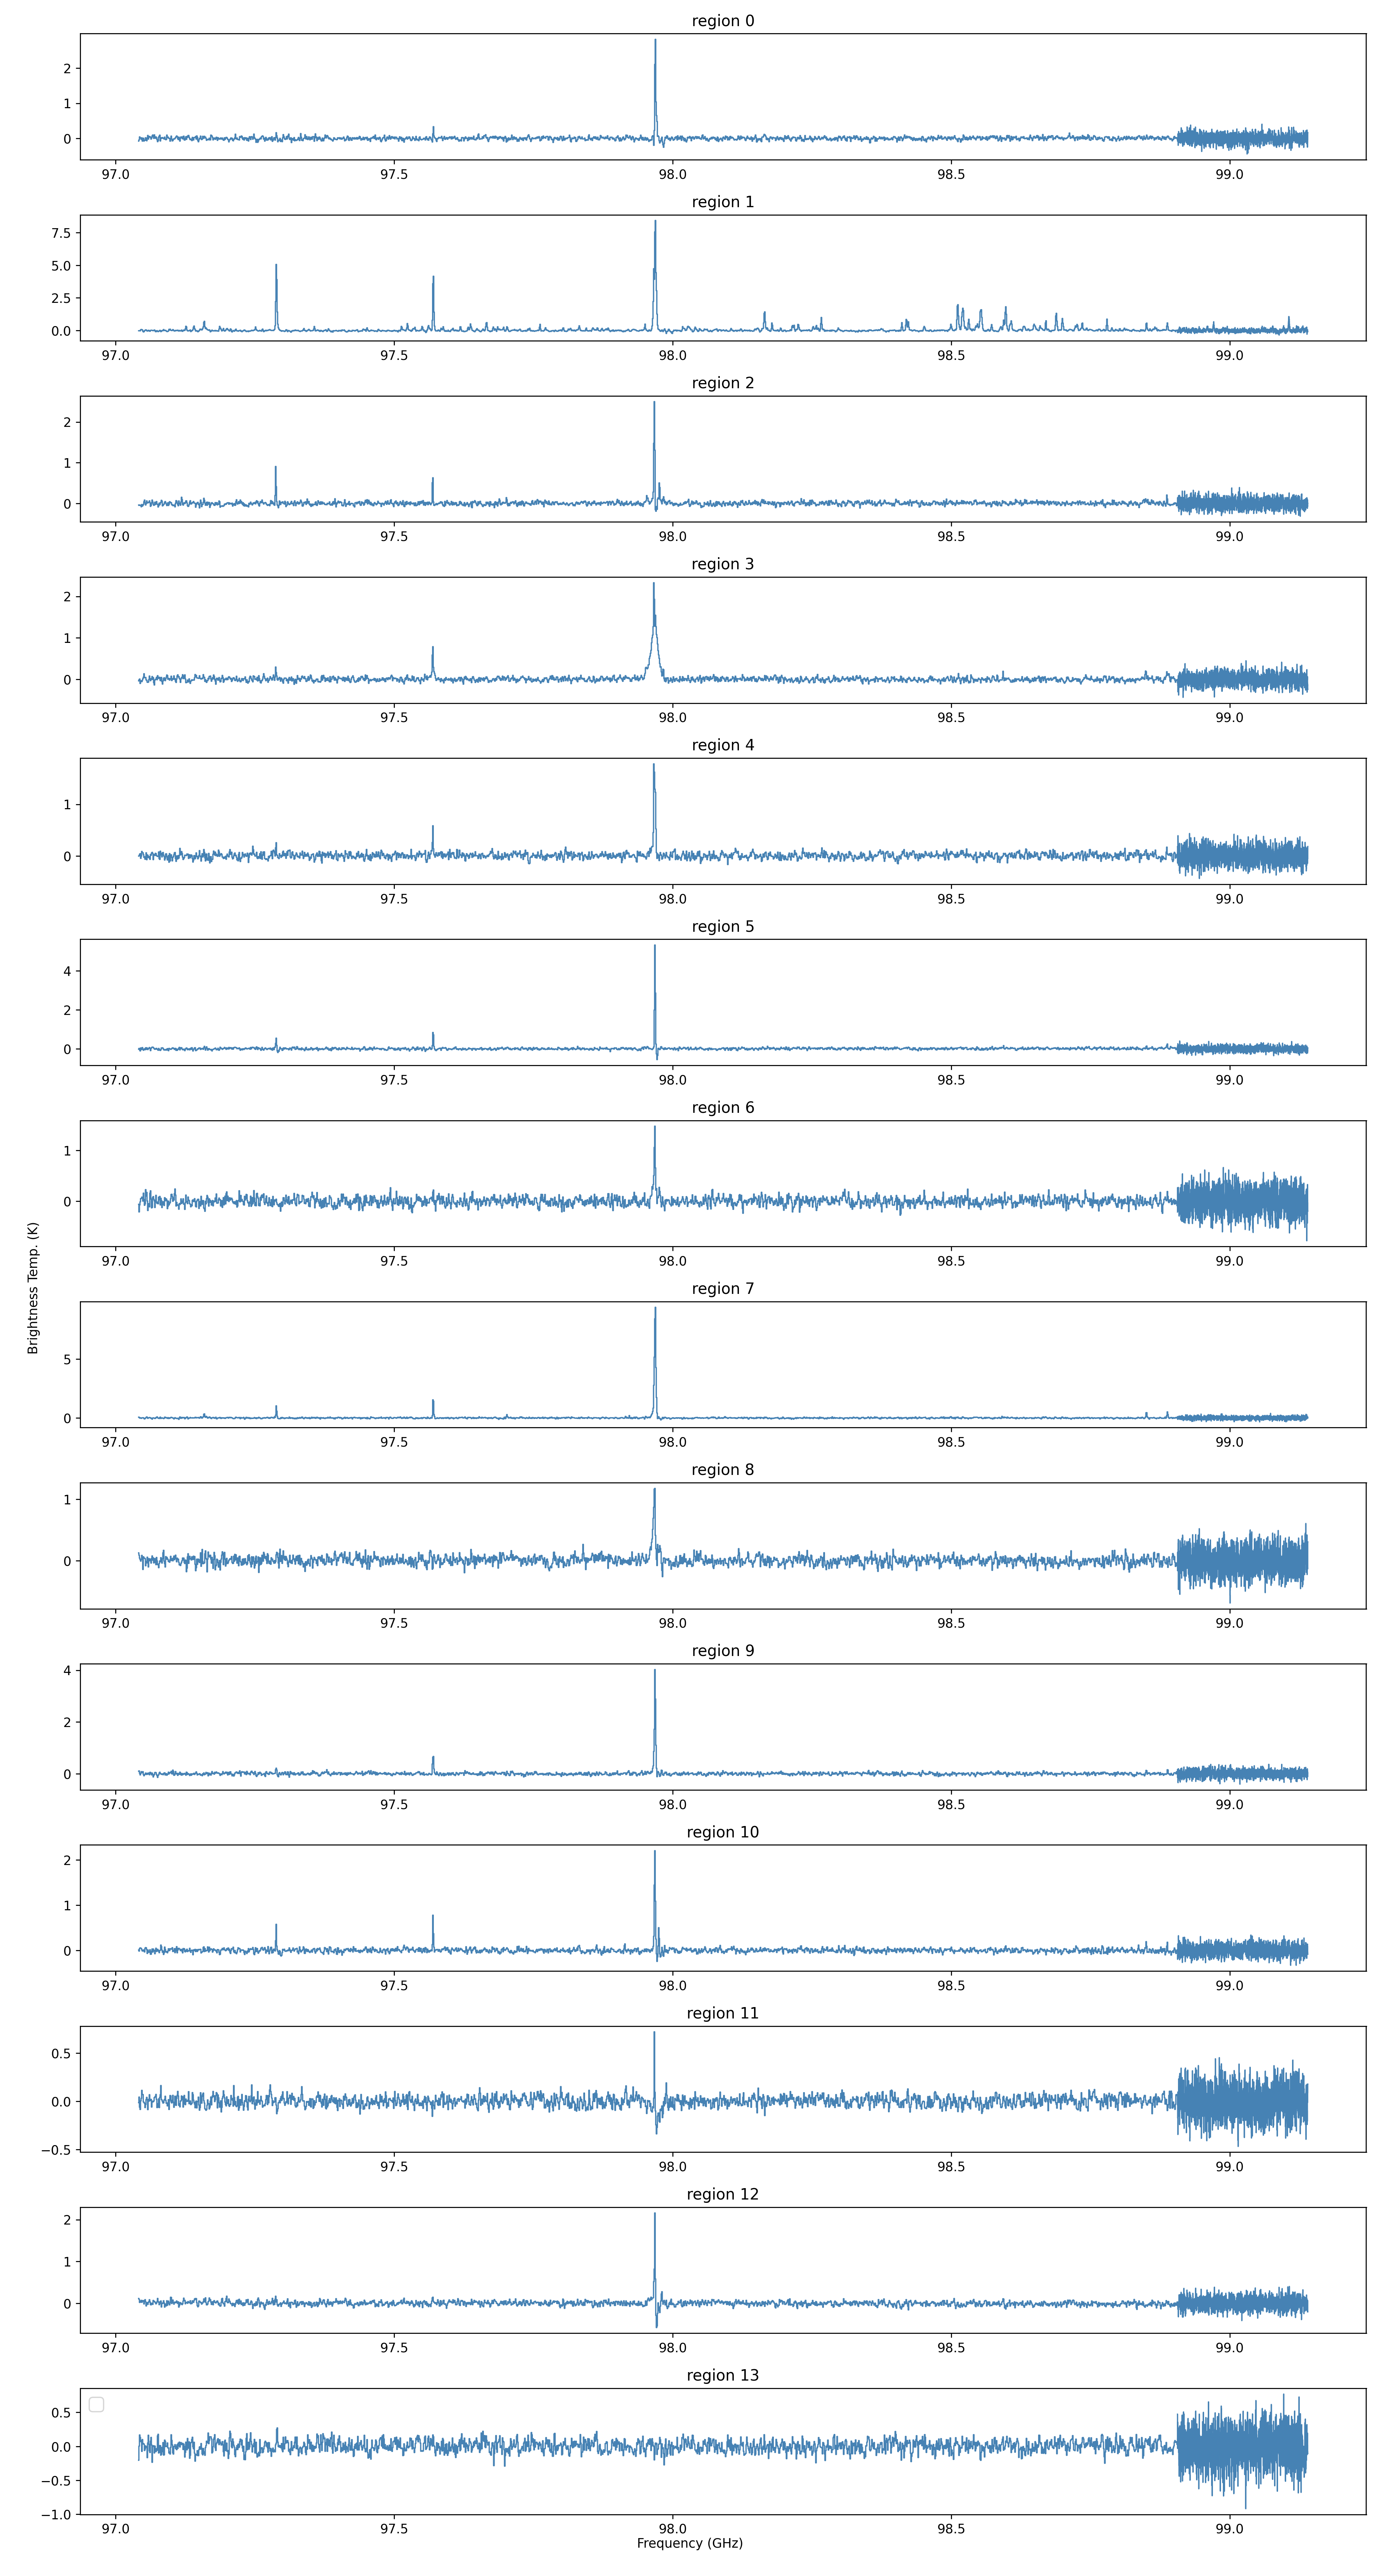 region 0
2
1
0
97.0 97.5 98.0 98.5 99.0
region 1
7.5
5.0
2.5
0.0
97.0 97.5 98.0 98.5 99.0
region 2
2
1
0
97.0 97.5 98.0 98.5 99.0
region 3
2
1
0
97.0 97.5 98.0 98.5 99.0
region 4
1
0
97.0 97.5 98.0 98.5 99.0
region 5
4
2
0
97.0 97.5 98.0 98.5 99.0
region 6
1
0
97.0 97.5 98.0 98.5 99.0
Brightness Temp. (K)
region 7
5
0
97.0 97.5 98.0 98.5 99.0
region 8
1
0
97.0 97.5 98.0 98.5 99.0
region 9
4
2
0
97.0 97.5 98.0 98.5 99.0
region 10
2
1
0
97.0 97.5 98.0 98.5 99.0
region 11
0.5
0.0
−0.5
97.0 97.5 98.0 98.5 99.0
region 12
2
1
0
97.0 97.5 98.0 98.5 99.0
region 13
0.5
0.0
−0.5
−1.0
97.0 97.5 98.0 98.5 99.0
Frequency (GHz)